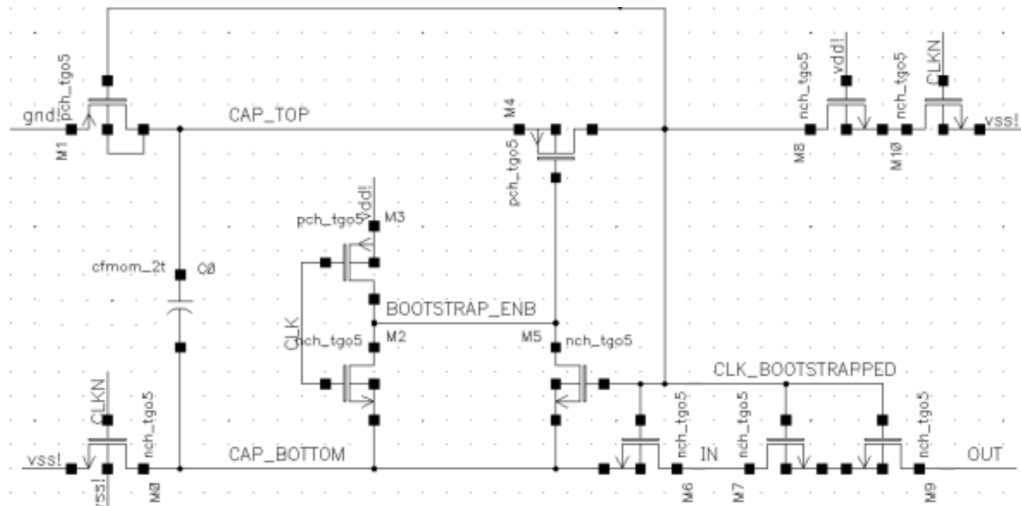 pch_tgo5
gnd!
M1
CAP_TOP
M4
pch_tgo5
nch_tgo5
vdd!
M8
nch_tgo5
CLKN
M10
vss!
vdd!
pch_tgo5
M3
cfmom_2t
C0
BOOTSTRAP_ENB
CLK
nch_tgo5
M2
M5
nch_tgo5
CLK_BOOTSTRAPPED
CLKN
nch_tgo5
vss!
vss!
M0
CAP_BOTTOM
nch_tgo5
M6
IN
nch_tgo5
M7
nch_tgo5
M9
OUT